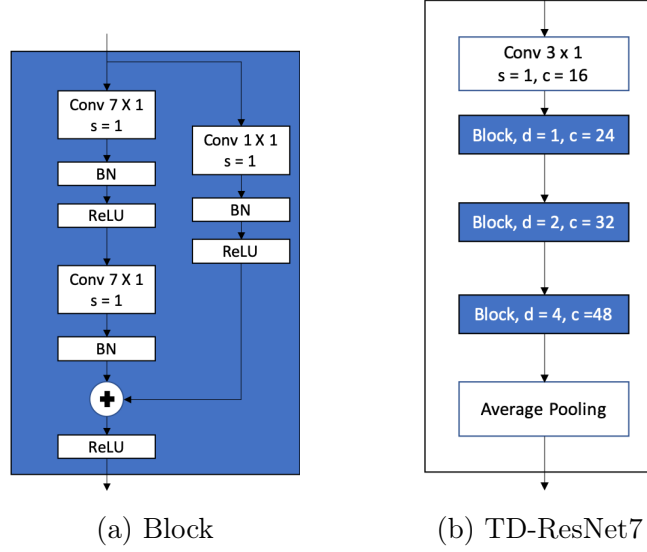 Conv 7 X 1
s = 1
BN
ReLU
Conv 7 X 1
s = 1
BN
ReLU
Conv 1 X 1
s = 1
BN
ReLU
(a) Block
Conv 3 x 1
s = 1, c = 16
Block, d = 1, c = 24
Block, d = 2, c = 32
Block, d = 4, c =48
Average Pooling
(b) TD-ResNet7